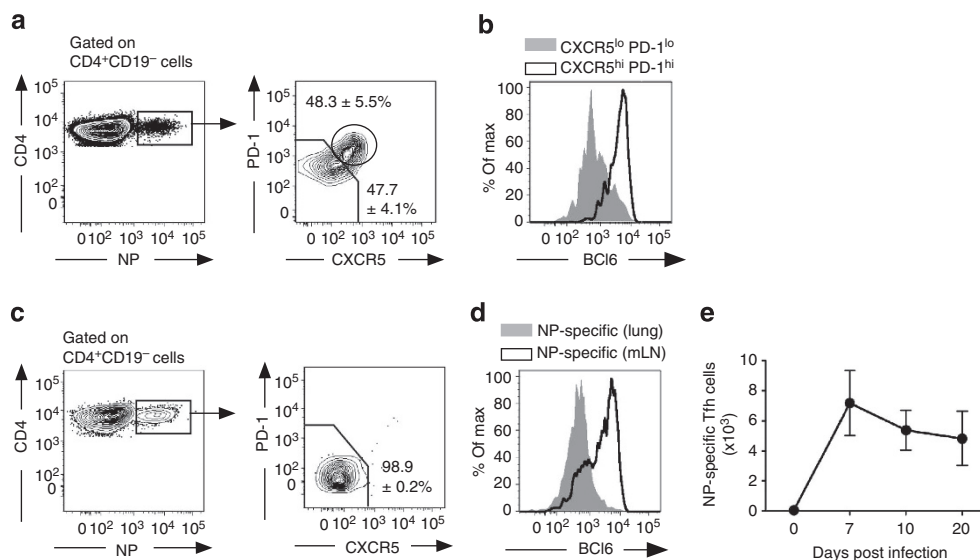 a
Gated on
CD4⁺CD19⁻ cells
10⁵
10⁴
10³
10²
0
CD4
0 10² 10³ 10⁴ 10⁵
NP
10⁵
10⁴
10³
10²
0
PD-1
48.3 ± 5.5%
47.7
± 4.1%
0 10² 10³ 10⁴ 10⁵
CXCR5
b
CXCR5ˡᵒ PD-1ˡᵒ
CXCR5ʰⁱ PD-1ʰⁱ
100
80
60
40
20
0
% Of max
0 10² 10³ 10⁴ 10⁵
BCl6
c
Gated on
CD4⁺CD19⁻ cells
10⁵
10⁴
10³
10²
0
CD4
0 10² 10³ 10⁴ 10⁵
NP
10⁵
10⁴
10³
10²
0
PD-1
98.9
± 0.2%
0 10² 10³ 10⁴ 10⁵
CXCR5
d
NP-specific (lung)
NP-specific (mLN)
100
80
60
40
20
0
% Of max
0 10² 10³ 10⁴ 10⁵
BCl6
e
10
8
6
4
2
0
NP-specific Tfh cells
(x10³)
0 7 10 20
Days post infection